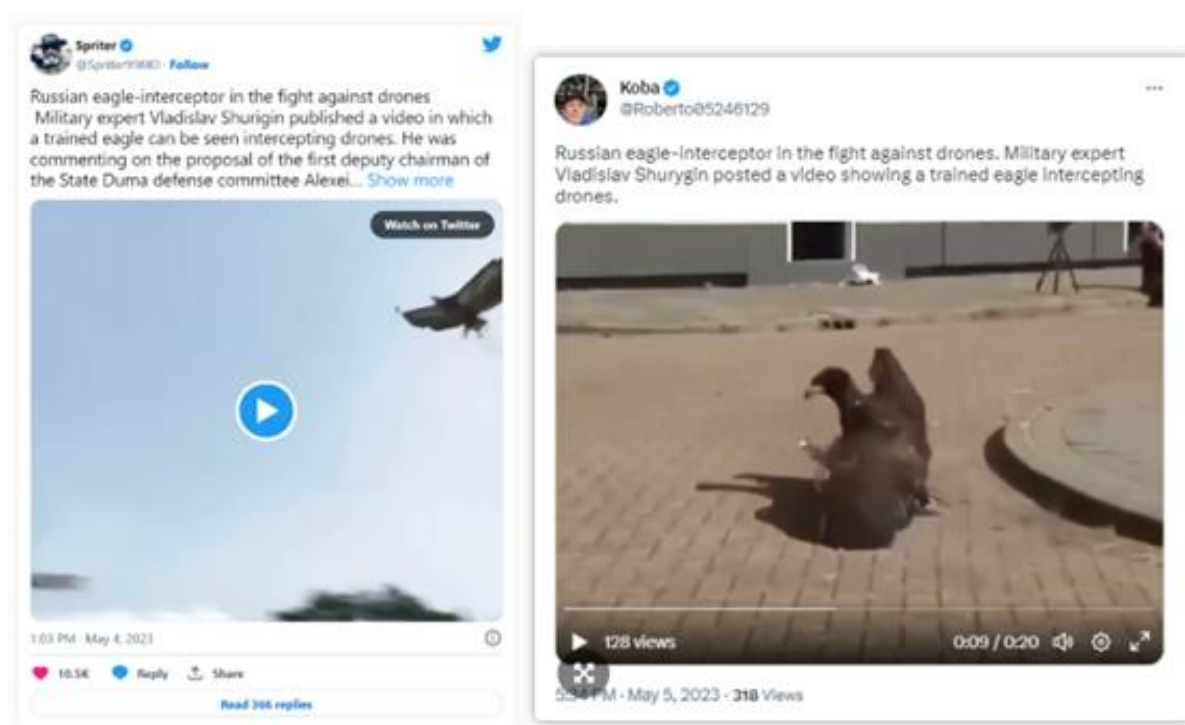 Spriter
Follow
Russian eagle-interceptor in the fight against drones
Military expert Vladislav Shurigin published a video in which
a trained eagle can be seen intercepting drones. He was
commenting on the proposal of the first deputy chairman of
the State Duma defense committee Alexei... Show more
Watch on Twitter
1:03 PM · May 4, 2023
10.5K Reply Share
Read 366 replies
Koba
@Roberto05246129
Russian eagle-interceptor in the fight against drones. Military expert
Vladislav Shurygin posted a video showing a trained eagle intercepting
drones.
128 views 0:09 / 0:20
5:34 PM · May 5, 2023 · 318 Views